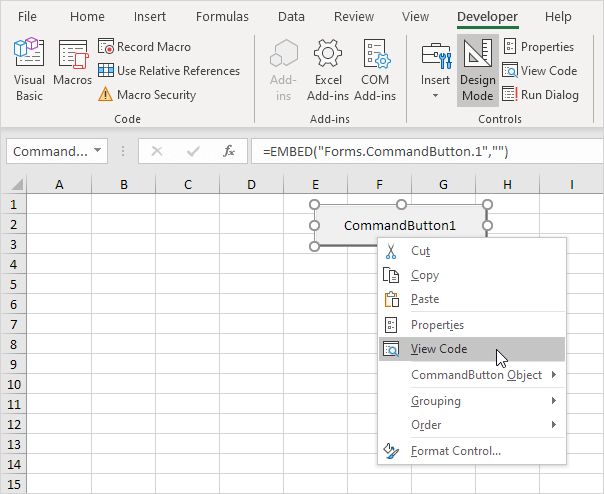 File Home Insert Formulas Data Review View Developer Help
Visual Basic
Macros
Record Macro
Use Relative References
Macro Security
Code
Add-ins
Excel Add-ins
COM Add-ins
Add-ins
Insert
Design Mode
Properties
View Code
Run Dialog
Controls
Command... fx =EMBED("Forms.CommandButton.1","")
A B C D E F G H I
1
2
3
4
5
6
7
8
9
10
11
12
13
14
15
CommandButton1
Cut
Copy
Paste
Properties
View Code
CommandButton Object
Grouping
Order
Format Control...